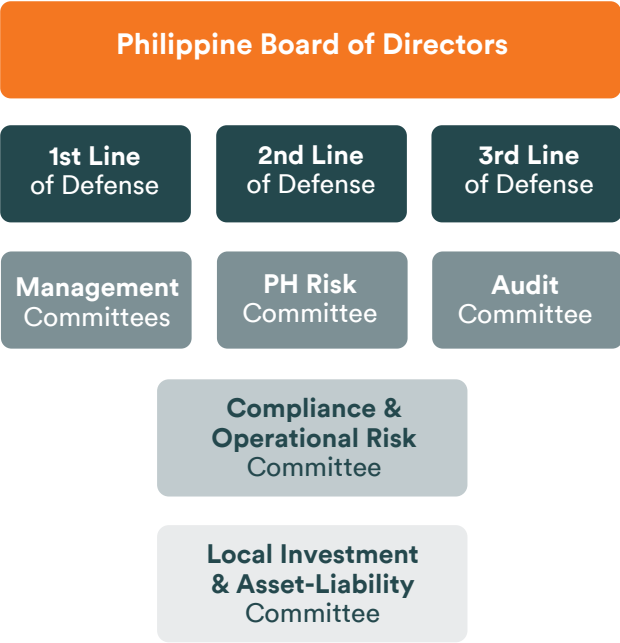 Philippine Board of Directors
1st Line
of Defense
2nd Line
of Defense
3rd Line
of Defense
Management
Committees
PH Risk
Committee
Audit
Committee
Compliance &
Operational Risk
Committee
Local Investment
& Asset-Liability
Committee